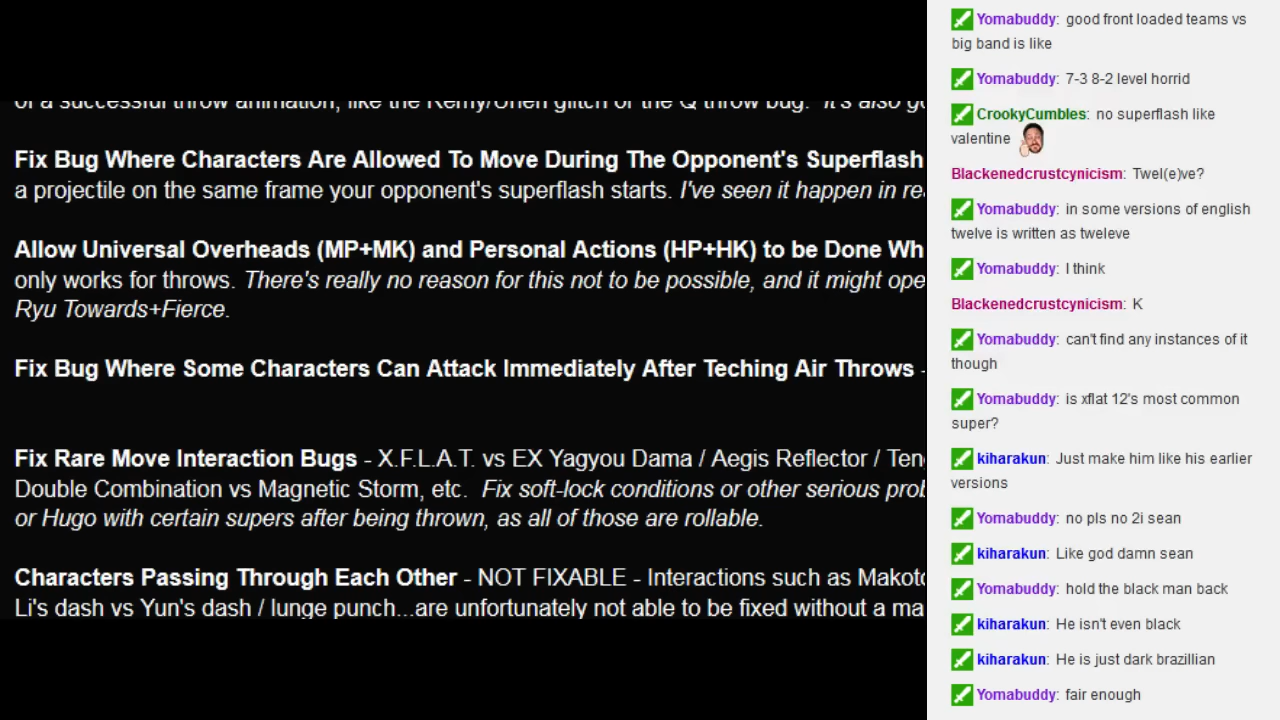 of a successful throw animation, like the Remy/Urien glitch or the Q throw bug. It's also
Fix Bug Where Characters Are Allowed To Move During The Opponent's Superflash
a projectile on the same frame your opponent's superflash starts. I've seen it happen in
Allow Universal Overheads (MP+MK) and Personal Actions (HP+HK) to be Done Wh
only works for throws. There's really no reason for this not to be possible, and it might ope
Ryu Towards+Fierce.
Fix Bug Where Some Characters Can Attack Immediately After Teching Air Throws -
Fix Rare Move Interaction Bugs - X.F.L.A.T. vs EX Yagyou Dama / Aegis Reflector / Ten
Double Combination vs Magnetic Storm, etc. Fix soft-lock conditions or other serious pro
or Hugo with certain supers after being thrown, as all of those are rollable.
Characters Passing Through Each Other - NOT FIXABLE - Interactions such as Makoto
Li's dash vs Yun's dash / lunge punch...are unfortunately not able to be fixed without a ma
Yomabuddy: good front loaded teams vs
big band is like
Yomabuddy: 7-3 8-2 level horrid
CrookyCumbles: no superflash like
valentine
Blackenedcrustcynicism: Twel(e)ve?
Yomabuddy: in some versions of english
twelve is written as tweleve
Yomabuddy: I think
Blackenedcrustcynicism: K
Yomabuddy: can't find any instances of it
though
Yomabuddy: is xflat 12's most common
super?
kiharakun: Just make him like his earlier
versions
Yomabuddy: no pls no 2i sean
kiharakun: Like god damn sean
Yomabuddy: hold the black man back
kiharakun: He isn't even black
kiharakun: He is just dark brazillian
Yomabuddy: fair enough